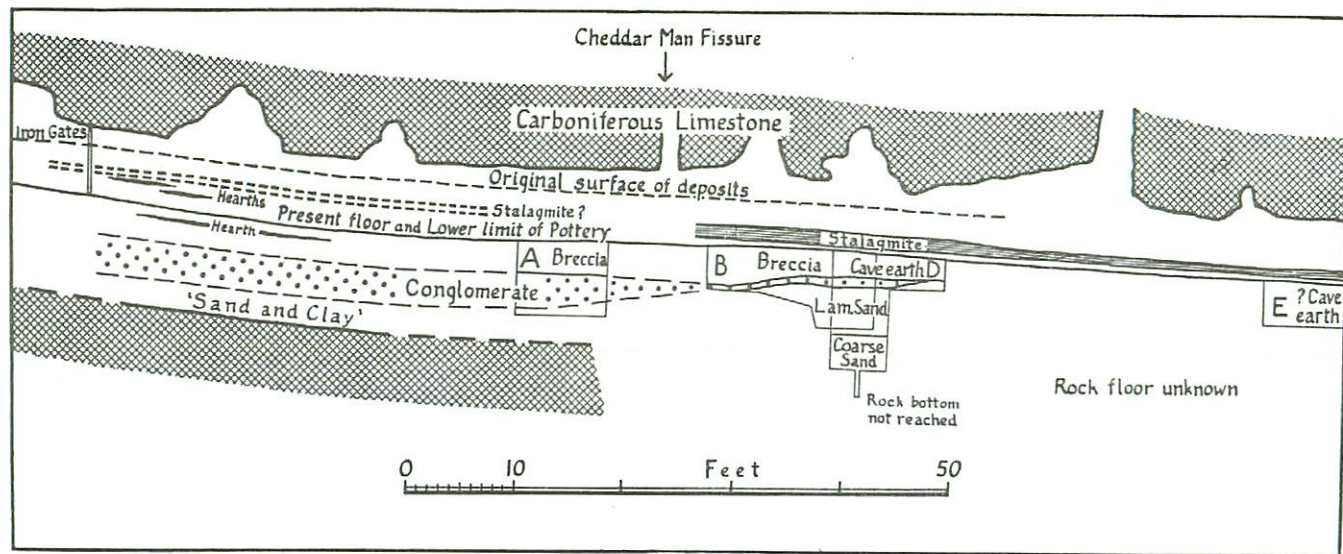 Cheddar Man Fissure
Carboniferous Limestone
Iron Gates
Original surface of deposits
Hearths
Stalagmite ?
Present floor and Lower limit of Pottery
Hearth
Stalagmite
A Breccia
B Breccia
Cave earth D
Conglomerate
Lam. Sand
E ? Cave
earth
'Sand and Clay'
Coarse
Sand
Rock floor unknown
Rock bottom
not reached
0 10 Feet 50